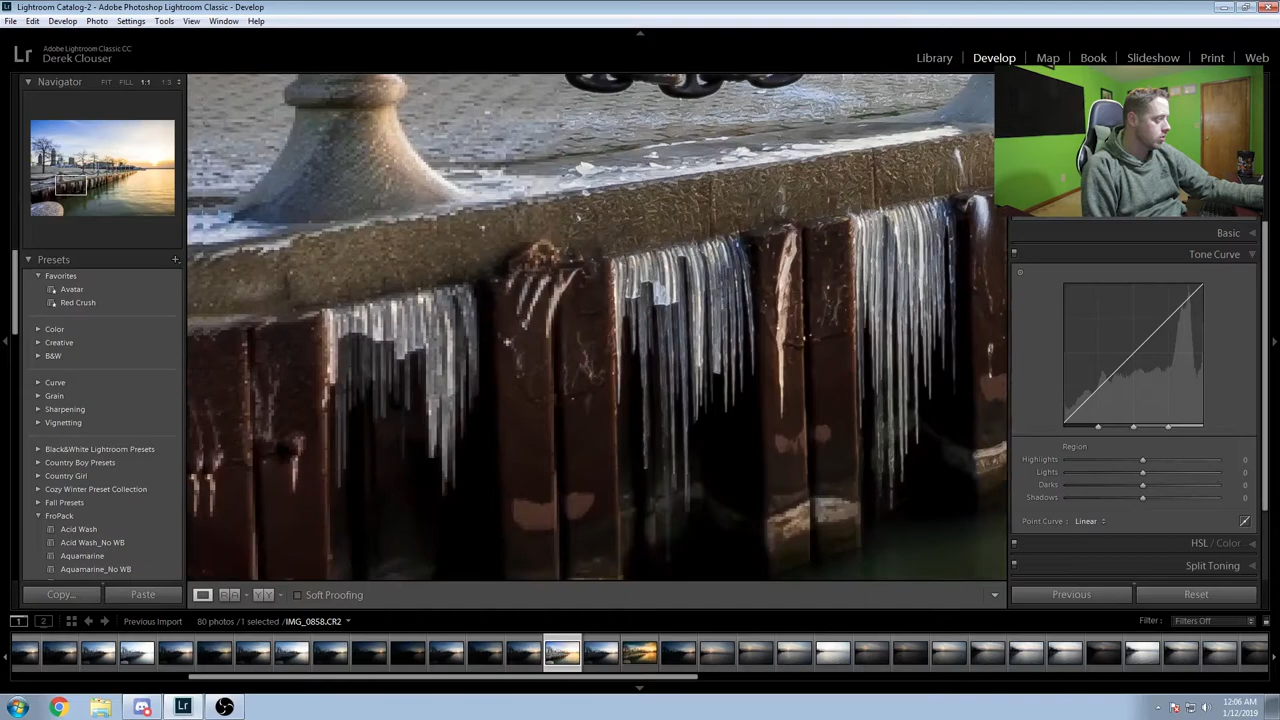 Lightroom Catalog-2 - Adobe Photoshop Lightroom Classic - Develop
File Edit Develop Photo Settings Tools View Window Help
Lr
Adobe Lightroom Classic CC
Derek Clouser
Library | Develop | Map | Book | Slideshow | Print | Web
Navigator FIT FILL 1:1 1:3
Presets +
Favorites
Avatar
Red Crush
Color
Creative
B&W
Curve
Grain
Sharpening
Vignetting
Black&White Lightroom Presets
Country Boy Presets
Country Girl
Cozy Winter Preset Collection
Fall Presets
FroPack
Acid Wash
Acid Wash_No WB
Aquamarine
Aquamarine_No WB
Copy... Paste
Basic
Tone Curve
Region
Highlights 0
Lights 0
Darks 0
Shadows 0
Point Curve: Linear
HSL / Color
Split Toning
Previous Reset
Soft Proofing
1 2 Previous Import 80 photos /1 selected /IMG_0858.CR2
Filter: Filters Off
12:06 AM
1/12/2019